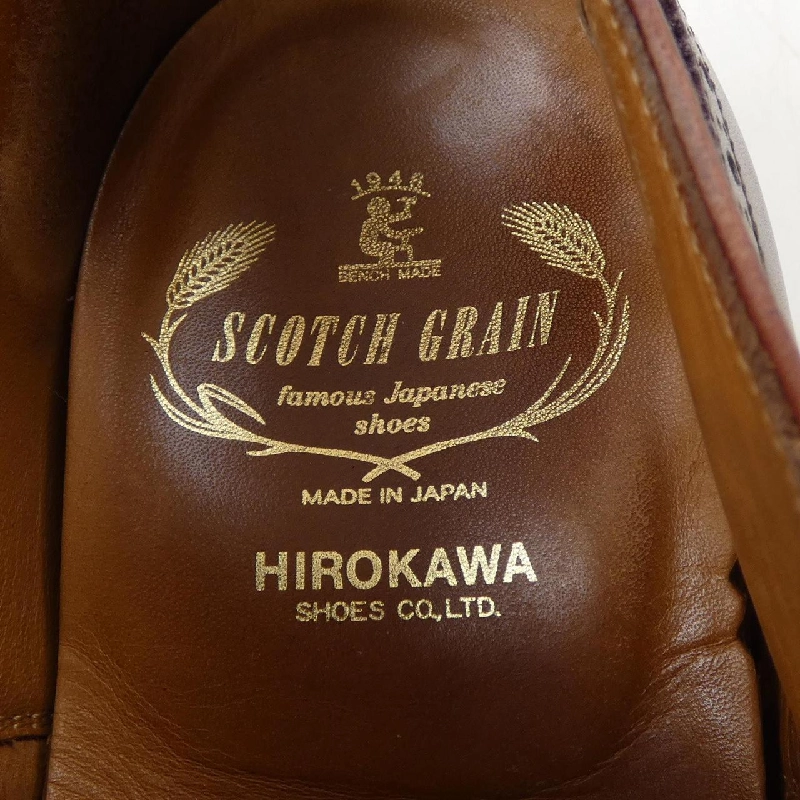 1948
BENCH MADE
SCOTCH GRAIN
famous Japanese
shoes
MADE IN JAPAN
HIROKAWA
SHOES CO,.LTD.